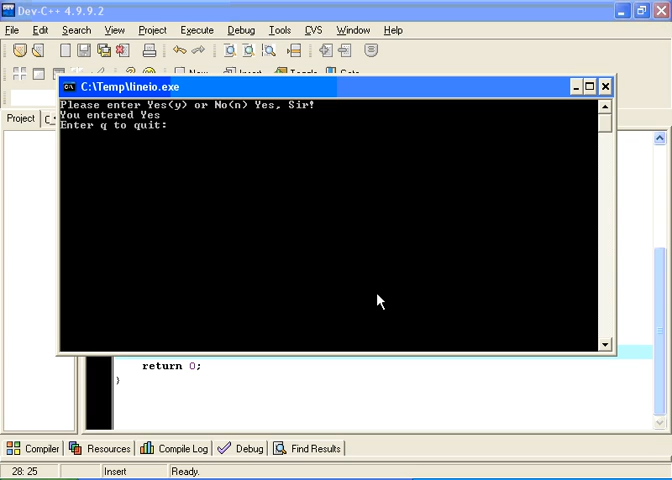 Dev-C++ 4.9.9.2
File Edit Search View Project Execute Debug Tools CVS Window Help
C:\Temp\lineio.exe
Please enter Yes(y) or No(n) Yes, Sir!
You entered Yes
Enter q to quit:
Project
return 0;
}
Compiler Resources Compile Log Debug Find Results
28: 25 Insert Ready.